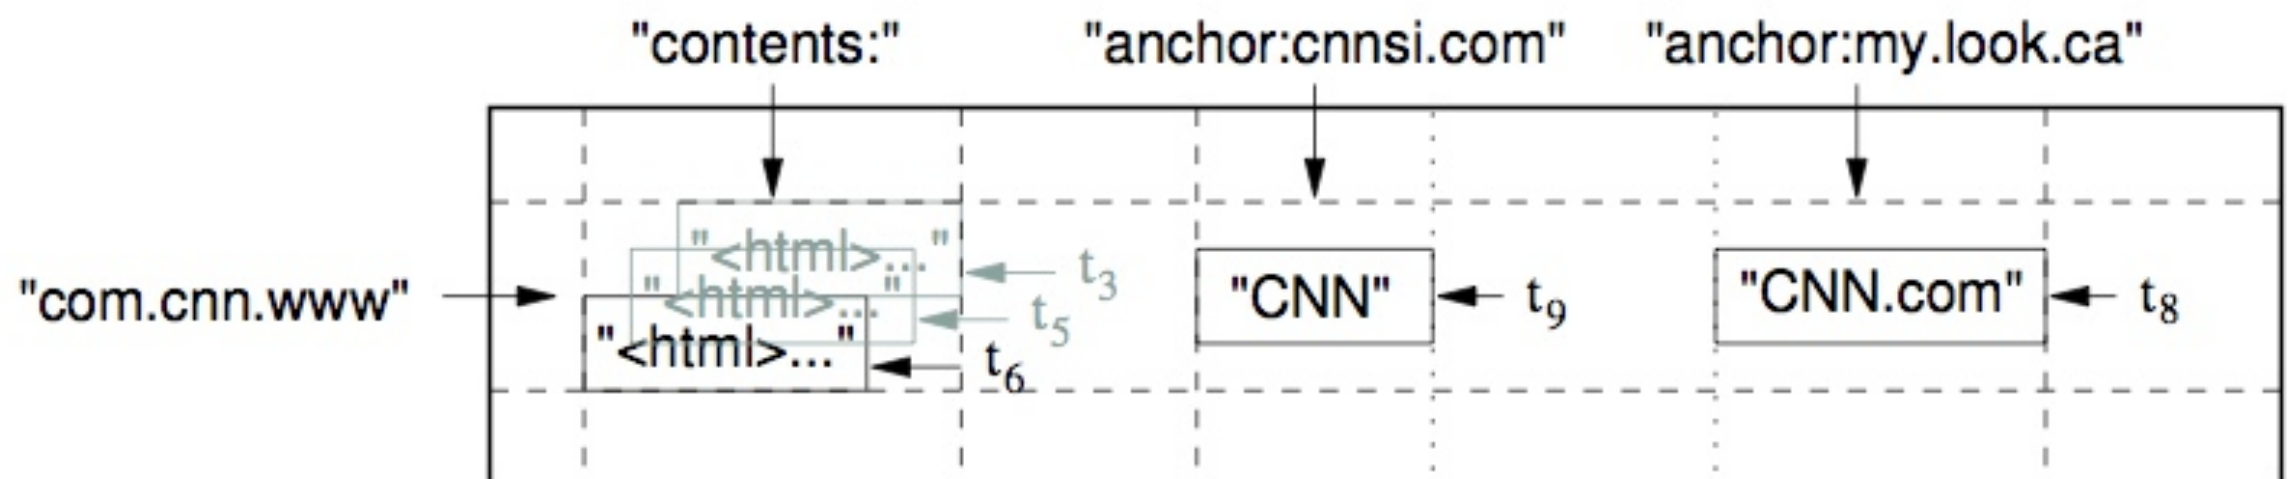 "contents:" "anchor:cnnsi.com" "anchor:my.look.ca"
"<html>..." t3
"<html>..." t5
"com.cnn.www" "CNN" t9 "CNN.com" t8
"<html>..." t6